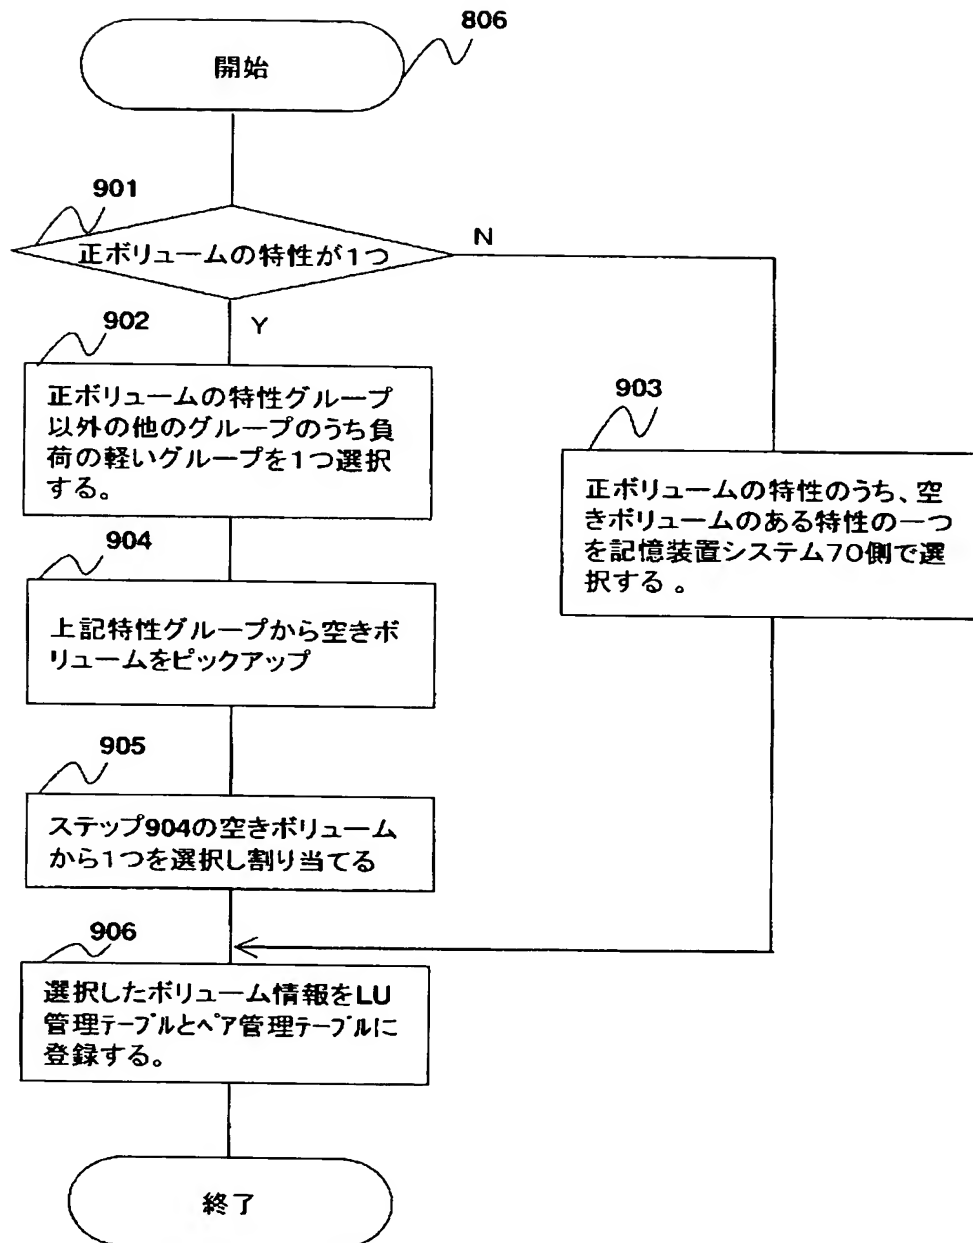 806
開始
901
正ボリュームの特性が1つ
N
Y
902
正ボリュームの特性グループ
以外の他のグループのうち負
荷の軽いグループを1つ選択
する。
903
正ボリュームの特性のうち、空
きボリュームのある特性の一つ
を記憶装置システム70側で選
択する 。
904
上記特性グループから空きボ
リュームをピックアップ
905
ステップ904の空きボリューム
から1つを選択し割り当てる
906
選択したボリューム情報をLU
管理テーブルとペア管理テーブルに
登録する。
終了